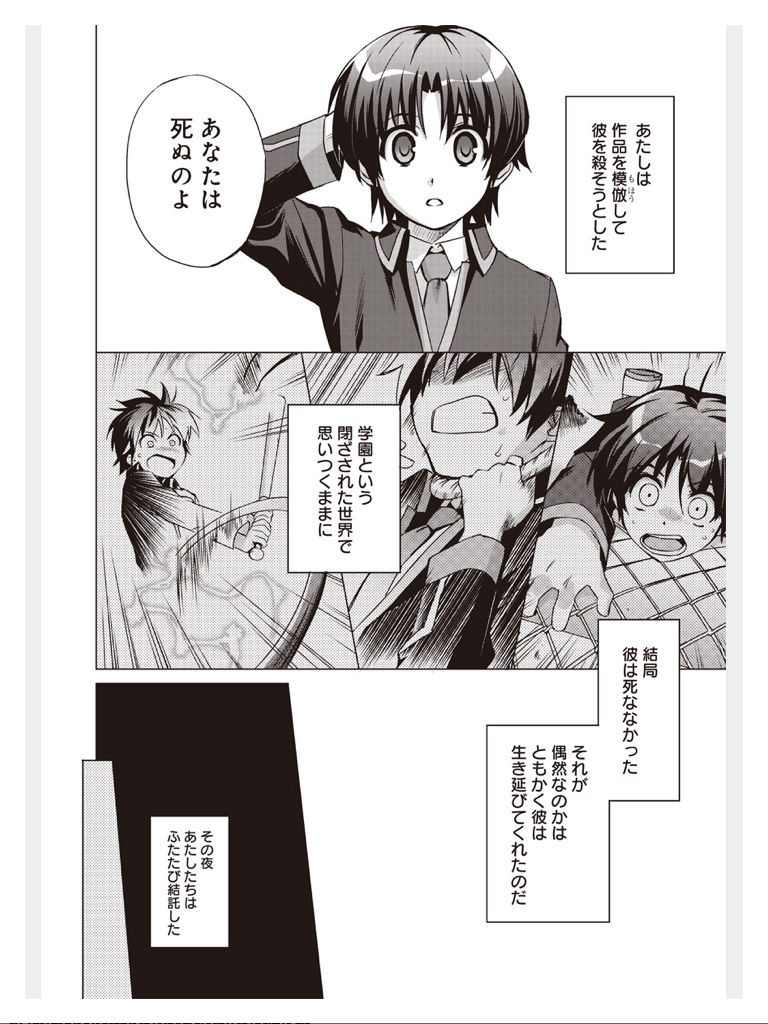 あたしは
作品を模倣して
彼を殺そうとした
もほう
あなたは
死ぬのよ
学園という
閉ざされた世界で
思いつくままに
結局
彼は死ななかった
それが
偶然なのかは
ともかく彼は
生き延びてくれたのだ
その夜
あたしたちは
ふたたび結託した